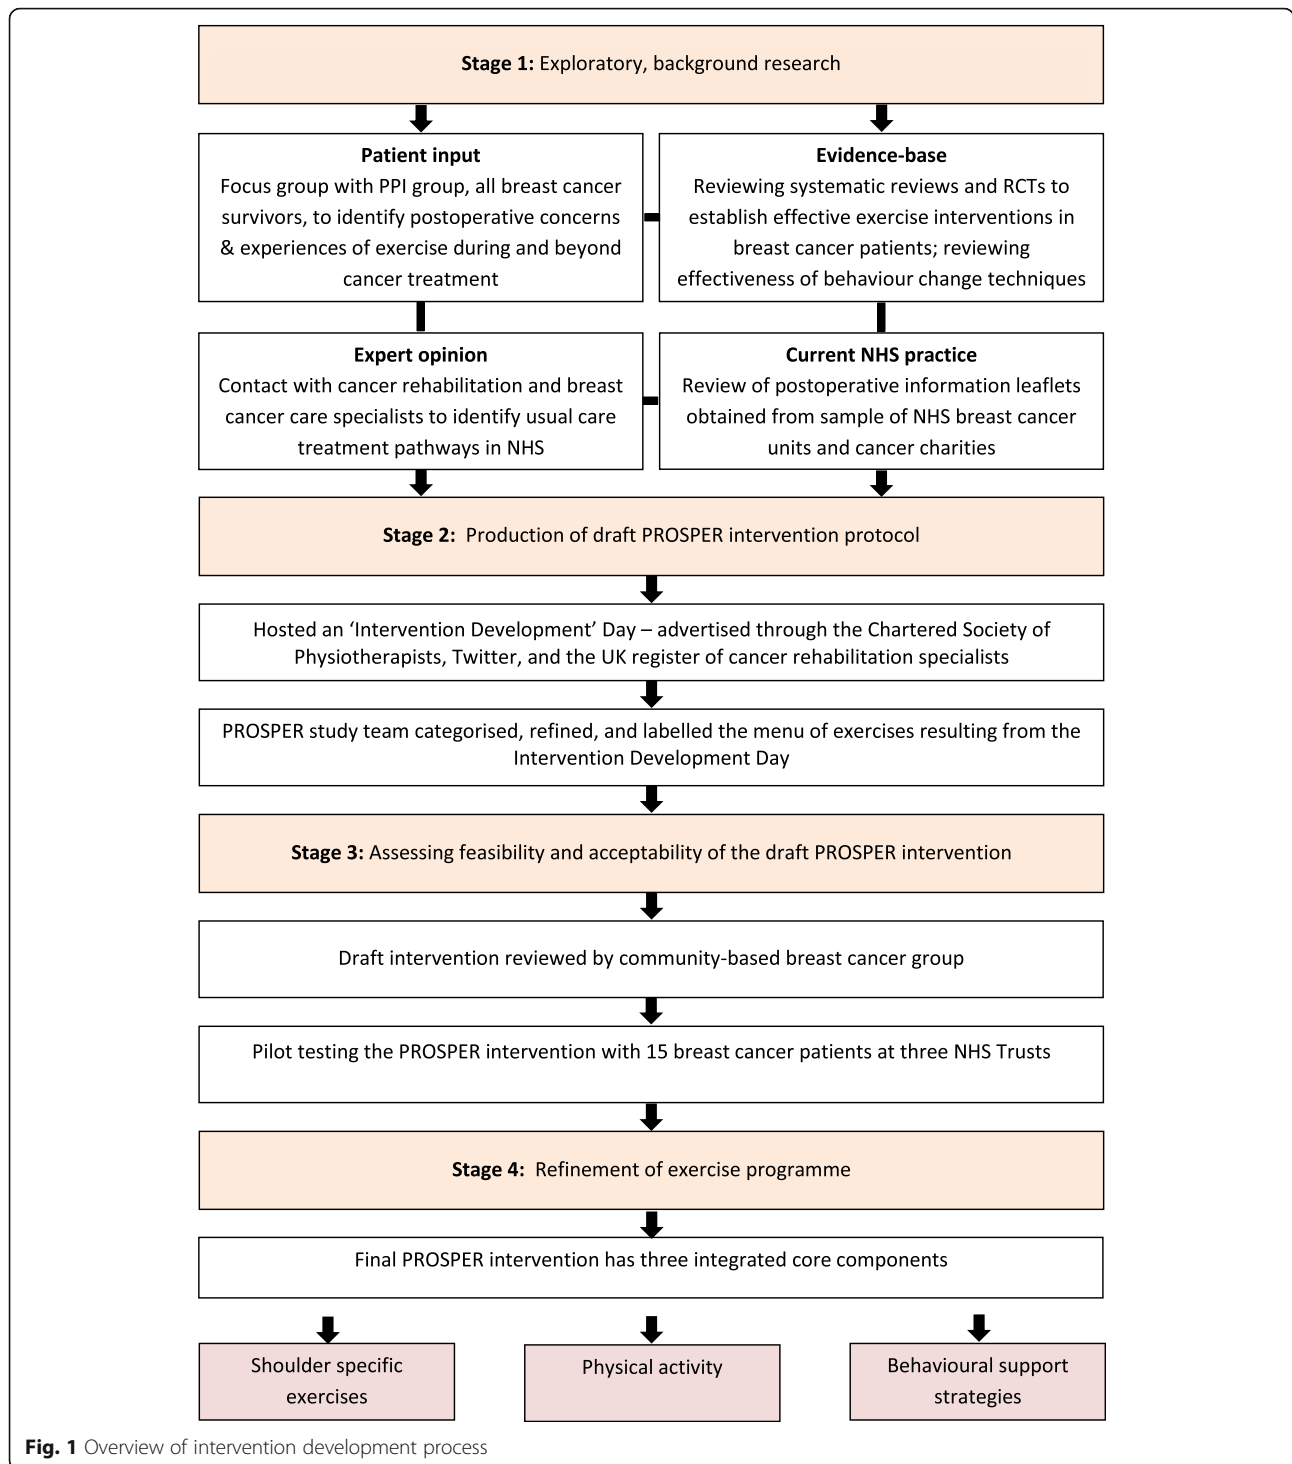 Stage 1: Exploratory, background research
Patient input
Focus group with PPI group, all breast cancer
survivors, to identify postoperative concerns
& experiences of exercise during and beyond
cancer treatment
Evidence-base
Reviewing systematic reviews and RCTs to
establish effective exercise interventions in
breast cancer patients; reviewing
effectiveness of behaviour change techniques
Expert opinion
Contact with cancer rehabilitation and breast
cancer care specialists to identify usual care
treatment pathways in NHS
Current NHS practice
Review of postoperative information leaflets
obtained from sample of NHS breast cancer
units and cancer charities
Stage 2: Production of draft PROSPER intervention protocol
Hosted an ‘Intervention Development’ Day – advertised through the Chartered Society of
Physiotherapists, Twitter, and the UK register of cancer rehabilitation specialists
PROSPER study team categorised, refined, and labelled the menu of exercises resulting from the
Intervention Development Day
Stage 3: Assessing feasibility and acceptability of the draft PROSPER intervention
Draft intervention reviewed by community-based breast cancer group
Pilot testing the PROSPER intervention with 15 breast cancer patients at three NHS Trusts
Stage 4: Refinement of exercise programme
Final PROSPER intervention has three integrated core components
Shoulder specific
exercises
Physical activity
Behavioural support
strategies
Fig. 1 Overview of intervention development process